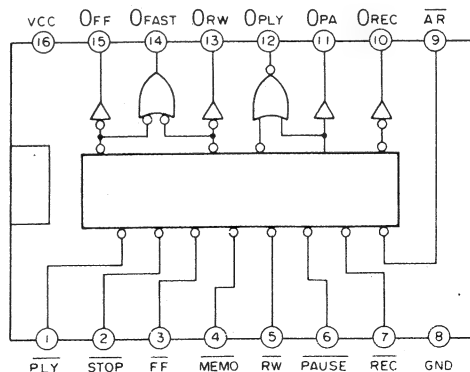 VCC OFF OFAST ORW OPLY OPA OREC AR
16 15 14 13 12 11 10 9
1 2 3 4 5 6 7 8
PLY STOP FF MEMO RW PAUSE REC GND